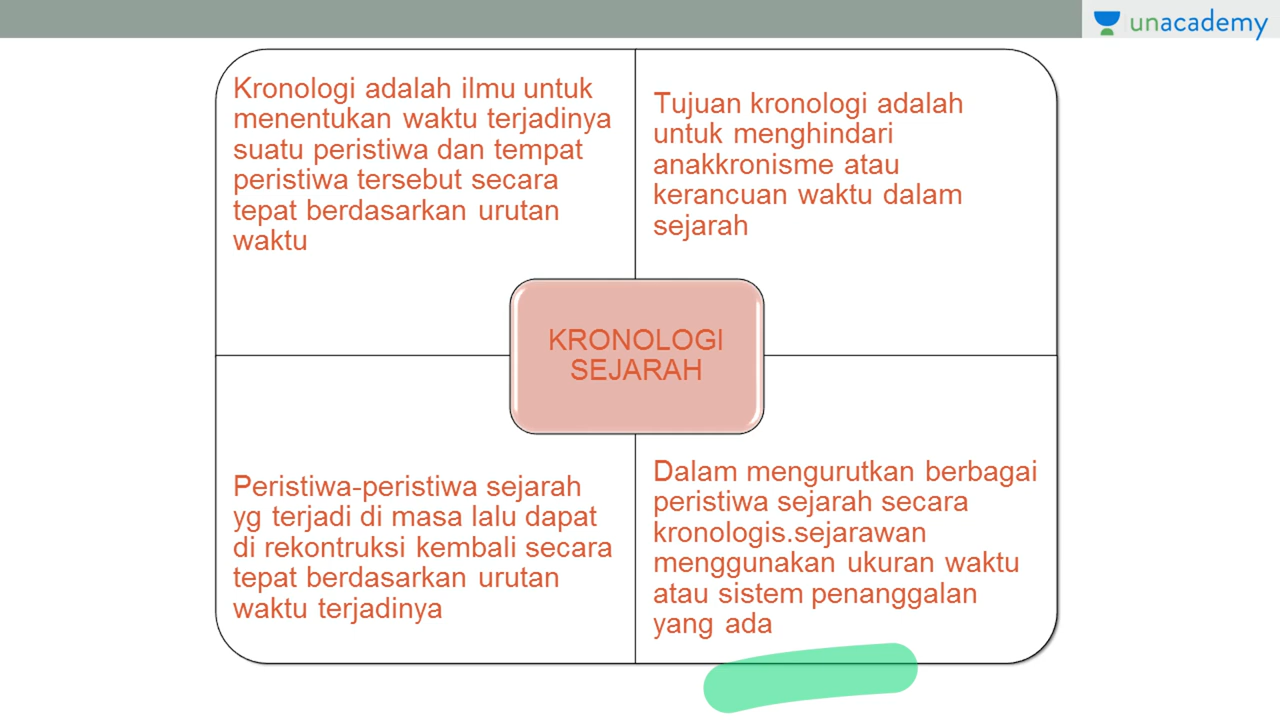 unacademy
Kronologi adalah ilmu untuk
menentukan waktu terjadinya
suatu peristiwa dan tempat
peristiwa tersebut secara
tepat berdasarkan urutan
waktu
Tujuan kronologi adalah
untuk menghindari
anakkronisme atau
kerancuan waktu dalam
sejarah
KRONOLOGI
SEJARAH
Peristiwa-peristiwa sejarah
yg terjadi di masa lalu dapat
di rekontruksi kembali secara
tepat berdasarkan urutan
waktu terjadinya
Dalam mengurutkan berbagai
peristiwa sejarah secara
kronologis.sejarawan
menggunakan ukuran waktu
atau sistem penanggalan
yang ada